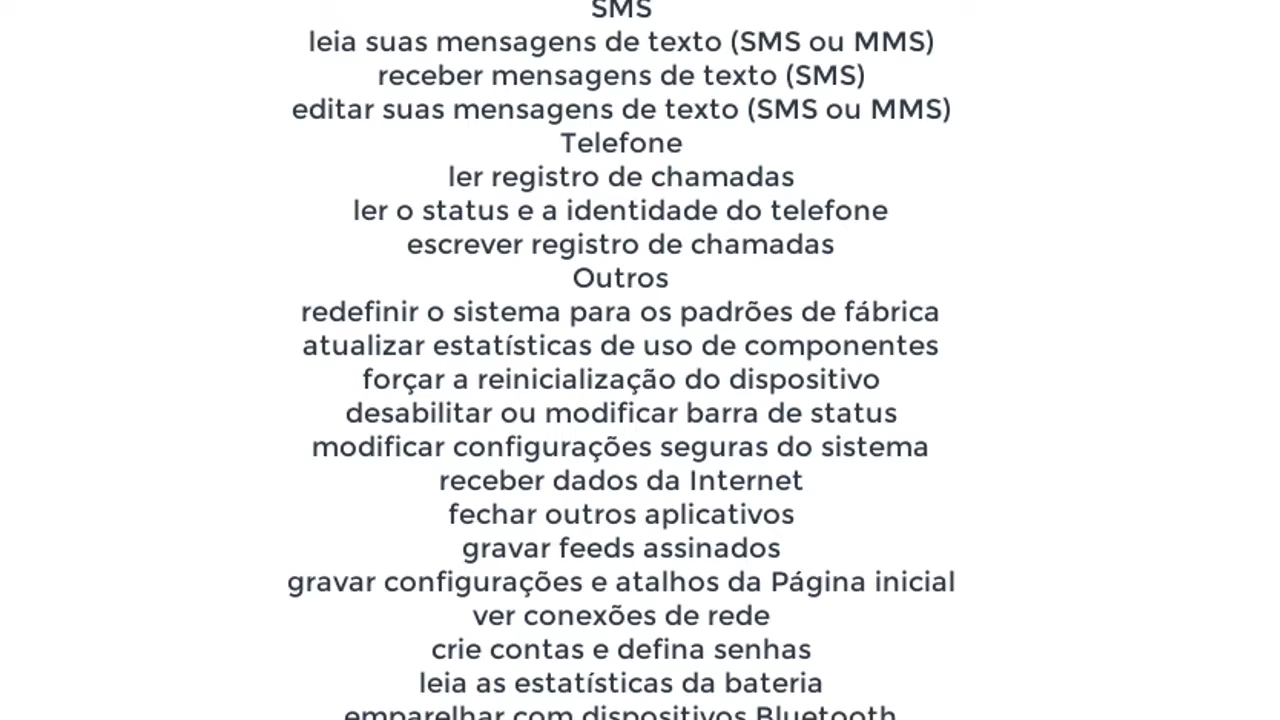 SMS
leia suas mensagens de texto (SMS ou MMS)
receber mensagens de texto (SMS)
editar suas mensagens de texto (SMS ou MMS)
Telefone
ler registro de chamadas
ler o status e a identidade do telefone
escrever registro de chamadas
Outros
redefinir o sistema para os padrões de fábrica
atualizar estatísticas de uso de componentes
forçar a reinicialização do dispositivo
desabilitar ou modificar barra de status
modificar configurações seguras do sistema
receber dados da Internet
fechar outros aplicativos
gravar feeds assinados
gravar configurações e atalhos da Página inicial
ver conexões de rede
crie contas e defina senhas
leia as estatísticas da bateria
emparelhar com dispositivos Bluetooth